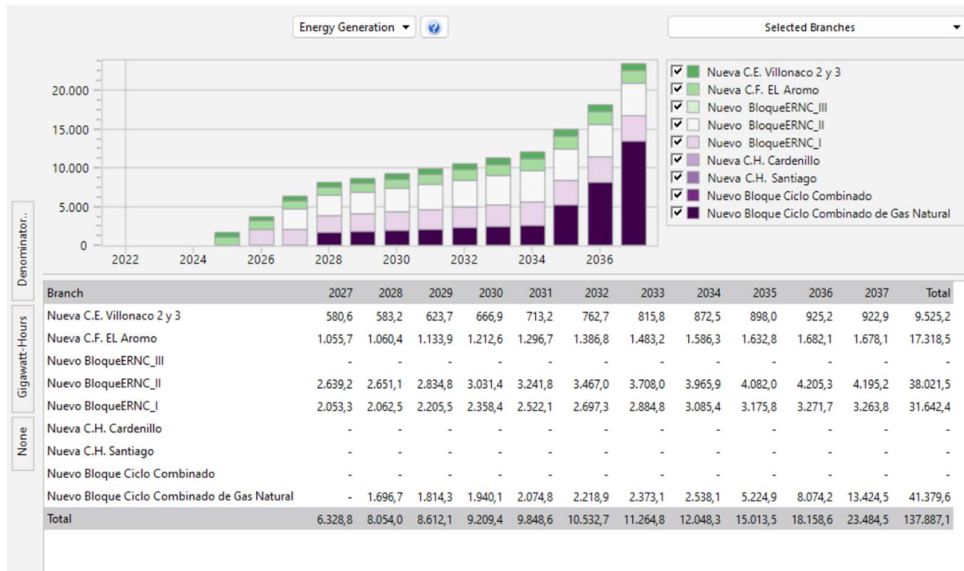 Energy Generation
Selected Branches
20.000
15.000
10.000
5.000
0
2022 2024 2026 2028 2030 2032 2034 2036
Nueva C.E. Villonaco 2 y 3
Nueva C.F. EL Aromo
Nuevo BloqueERNC_III
Nuevo BloqueERNC_II
Nuevo BloqueERNC_I
Nueva C.H. Cardenillo
Nueva C.H. Santiago
Nuevo Bloque Ciclo Combinado
Nuevo Bloque Ciclo Combinado de Gas Natural
Denominator..
Gigawatt-Hours
None
Branch 2027 2028 2029 2030 2031 2032 2033 2034 2035 2036 2037 Total
Nueva C.E. Villonaco 2 y 3 580,6 583,2 623,7 666,9 713,2 762,7 815,8 872,5 898,0 925,2 922,9 9.525,2
Nueva C.F. EL Aromo 1.055,7 1.060,4 1.133,9 1.212,6 1.296,7 1.386,8 1.483,2 1.586,3 1.632,8 1.682,1 1.678,1 17.318,5
Nuevo BloqueERNC_III - - - - - - - - - - - -
Nuevo BloqueERNC_II 2.639,2 2.651,1 2.834,8 3.031,4 3.241,8 3.467,0 3.708,0 3.965,9 4.082,0 4.205,3 4.195,2 38.021,5
Nuevo BloqueERNC_I 2.053,3 2.062,5 2.205,5 2.358,4 2.522,1 2.697,3 2.884,8 3.085,4 3.175,8 3.271,7 3.263,8 31.642,4
Nueva C.H. Cardenillo - - - - - - - - - - - -
Nueva C.H. Santiago - - - - - - - - - - - -
Nuevo Bloque Ciclo Combinado - - - - - - - - - - - -
Nuevo Bloque Ciclo Combinado de Gas Natural - 1.696,7 1.814,3 1.940,1 2.074,8 2.218,9 2.373,1 2.538,1 5.224,9 8.074,2 13.424,5 41.379,6
Total 6.328,8 8.054,0 8.612,1 9.209,4 9.848,6 10.532,7 11.264,8 12.048,3 15.013,5 18.158,6 23.484,5 137.887,1